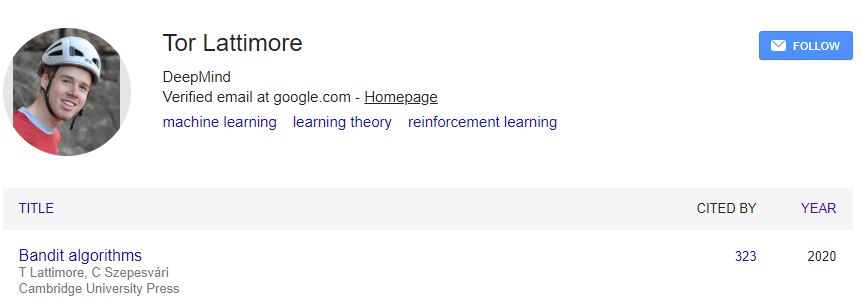 Tor Lattimore
FOLLOW
DeepMind
Verified email at google.com - Homepage
machine learning learning theory reinforcement learning
TITLE CITED BY YEAR
Bandit algorithms 323 2020
T Lattimore, C Szepesvári
Cambridge University Press